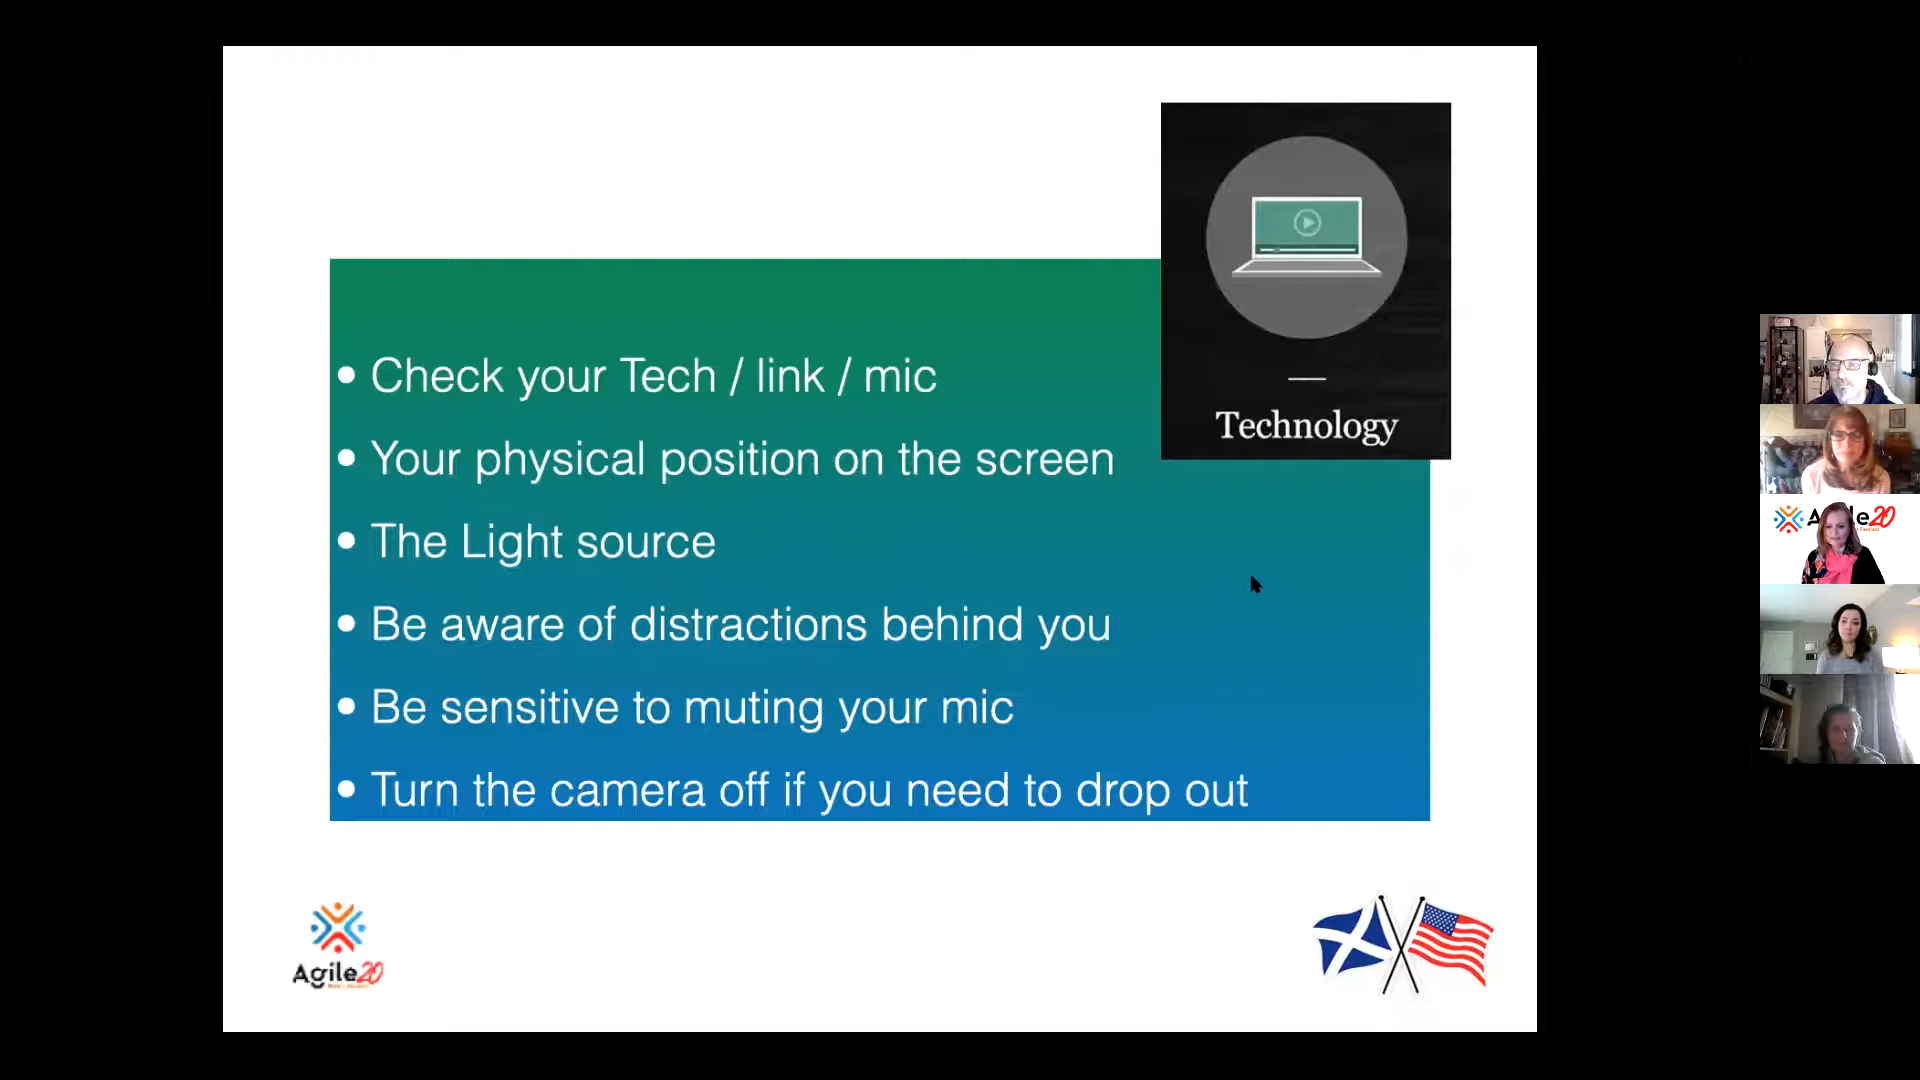 Technology
• Check your Tech / link / mic
• Your physical position on the screen
• The Light source
• Be aware of distractions behind you
• Be sensitive to muting your mic
• Turn the camera off if you need to drop out
Agile20